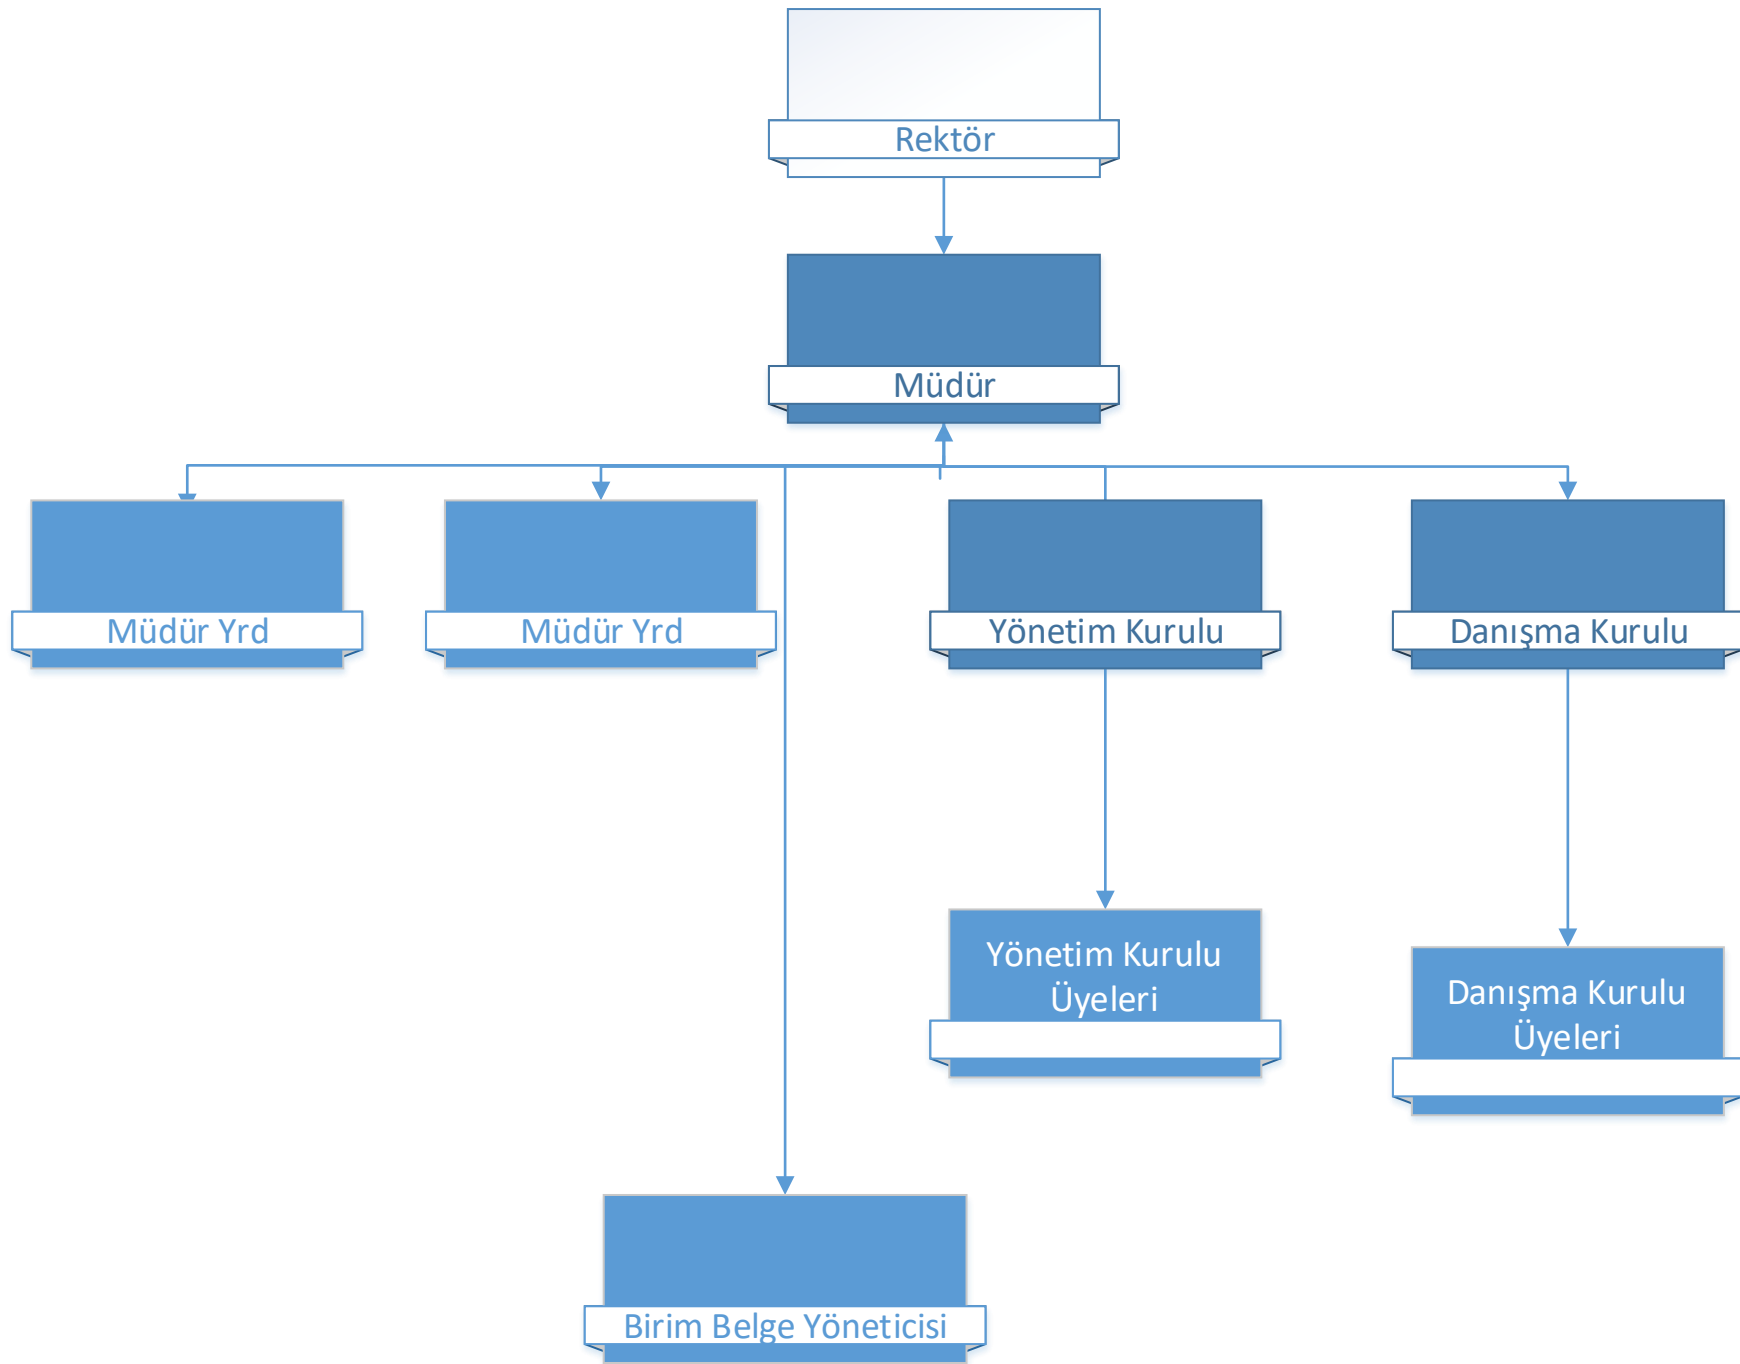 Rektör
Müdür
Müdür Yrd
Müdür Yrd
Yönetim Kurulu
Danışma Kurulu
Yönetim Kurulu
Üyeleri
Danışma Kurulu
Üyeleri
Birim Belge Yöneticisi